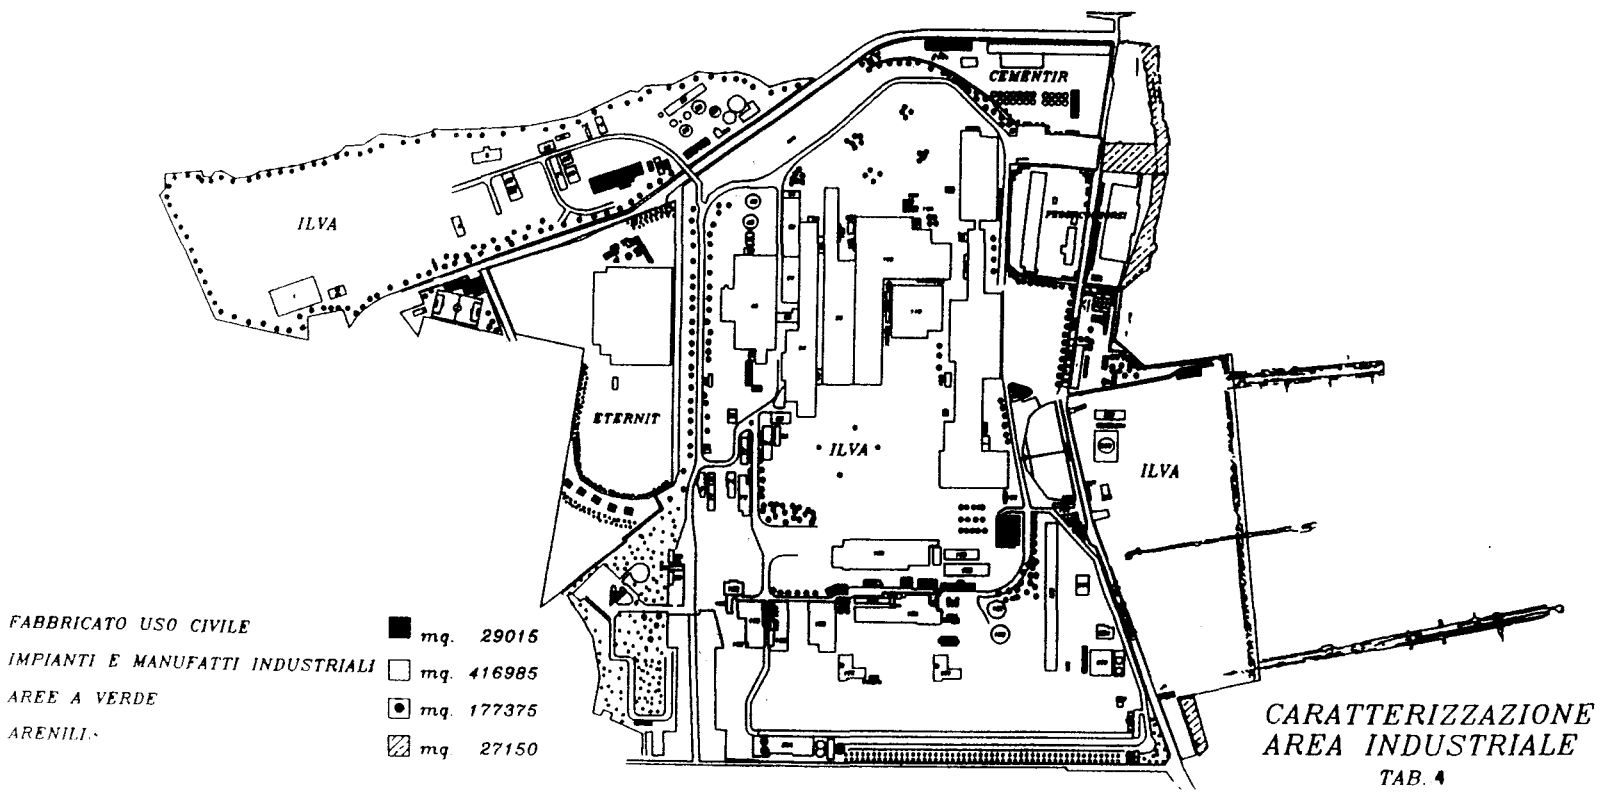 CEMENTIR
ILVA
ETERNIT
ILVA
ILVA
FABBRICATO USO CIVILE mq. 29015
IMPIANTI E MANUFATTI INDUSTRIALI mq. 416985
AREE A VERDE mq. 177375
ARENILI mq. 27150
CARATTERIZZAZIONE
AREA INDUSTRIALE
TAB. 4